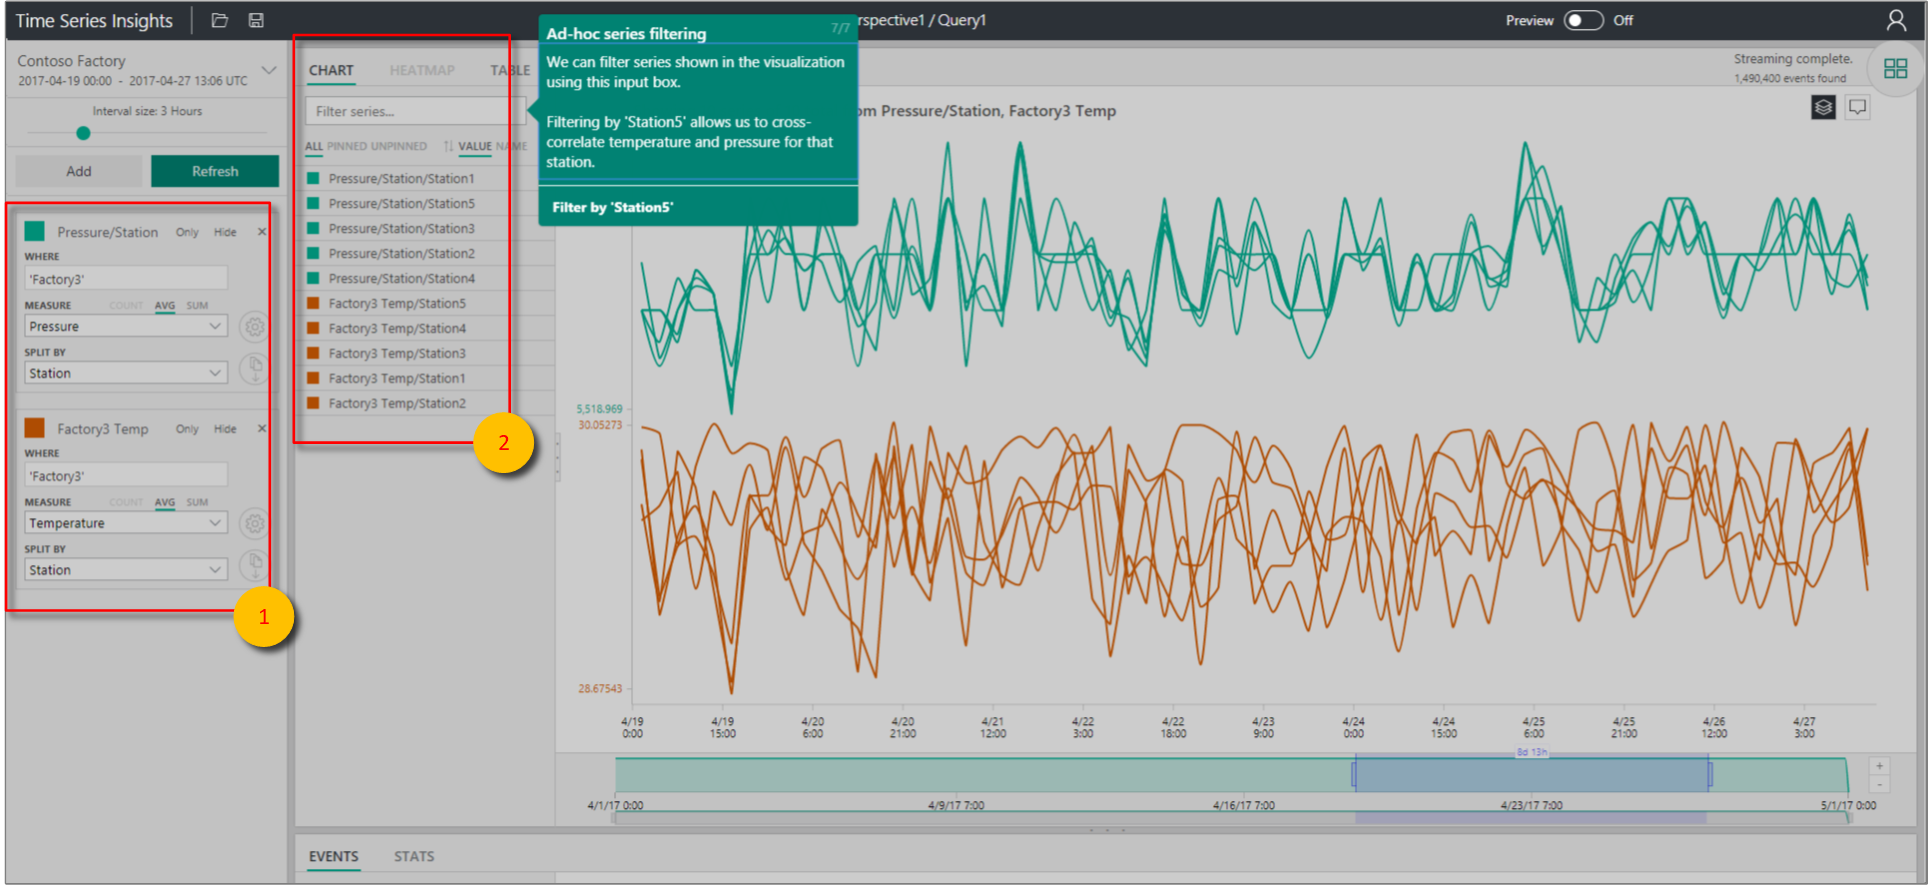 Time Series Insights
rspective1 / Query1
Preview
Off
Contoso Factory
2017-04-19 00:00 - 2017-04-27 13:06 UTC
Interval size: 3 Hours
Add
Refresh
Pressure/Station Only Hide ×
WHERE
'Factory3'
MEASURE COUNT AVG SUM
Pressure
SPLIT BY
Station
Factory3 Temp Only Hide ×
WHERE
'Factory3'
MEASURE COUNT AVG SUM
Temperature
SPLIT BY
Station
1
CHART HEATMAP TABLE
Filter series...
ALL PINNED UNPINNED VALUE NAME
Pressure/Station/Station1
Pressure/Station/Station5
Pressure/Station/Station3
Pressure/Station/Station2
Pressure/Station/Station4
Factory3 Temp/Station5
Factory3 Temp/Station4
Factory3 Temp/Station3
Factory3 Temp/Station1
Factory3 Temp/Station2
2
Ad-hoc series filtering 7/7
We can filter series shown in the visualization
using this input box.
Filtering by 'Station5' allows us to cross-
correlate temperature and pressure for that
station.
Filter by 'Station5'
Streaming complete.
1,490,400 events found
om Pressure/Station, Factory3 Temp
5,518.969
30.05273
28.67543
4/19 4/19 4/20 4/20 4/21 4/22 4/22 4/23 4/24 4/24 4/25 4/25 4/26 4/27
0:00 15:00 6:00 21:00 12:00 3:00 18:00 9:00 0:00 15:00 6:00 21:00 12:00 3:00
8d 13h
+
-
4/1/17 0:00 4/9/17 7:00 4/16/17 7:00 4/23/17 7:00 5/1/17 0:00
EVENTS STATS